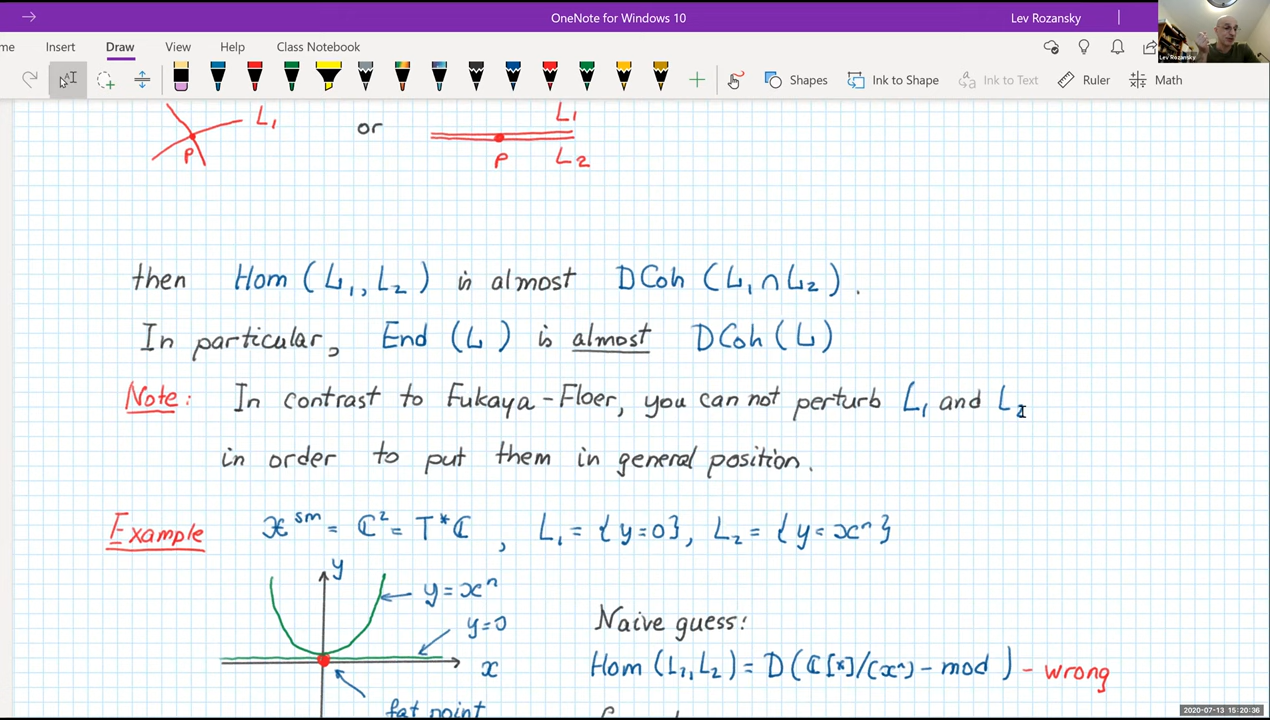 OneNote for Windows 10
Lev Rozansky
Lev Rozansky
me Insert Draw View Help Class Notebook
Shapes Ink to Shape Ink to Text Ruler Math
L₁ or L₁
P P L₂
then Hom (L₁, L₂) is almost DCoh (L₁ ∩ L₂).
In particular, End (L) is almost DCoh (L)
Note: In contrast to Fukaya-Floer, you can not perturb L₁ and L₂
in order to put them in general position.
Example 𝒳ˢᵐ = ℂ² = T*ℂ, L₁ = {y=0}, L₂ = {y=xⁿ}
y
y = xⁿ
y=0
x
fat point
Naive guess:
Hom (L₁, L₂) = D(ℂ[x]/(xⁿ)-mod) - wrong
2020-07-13 15:20:36